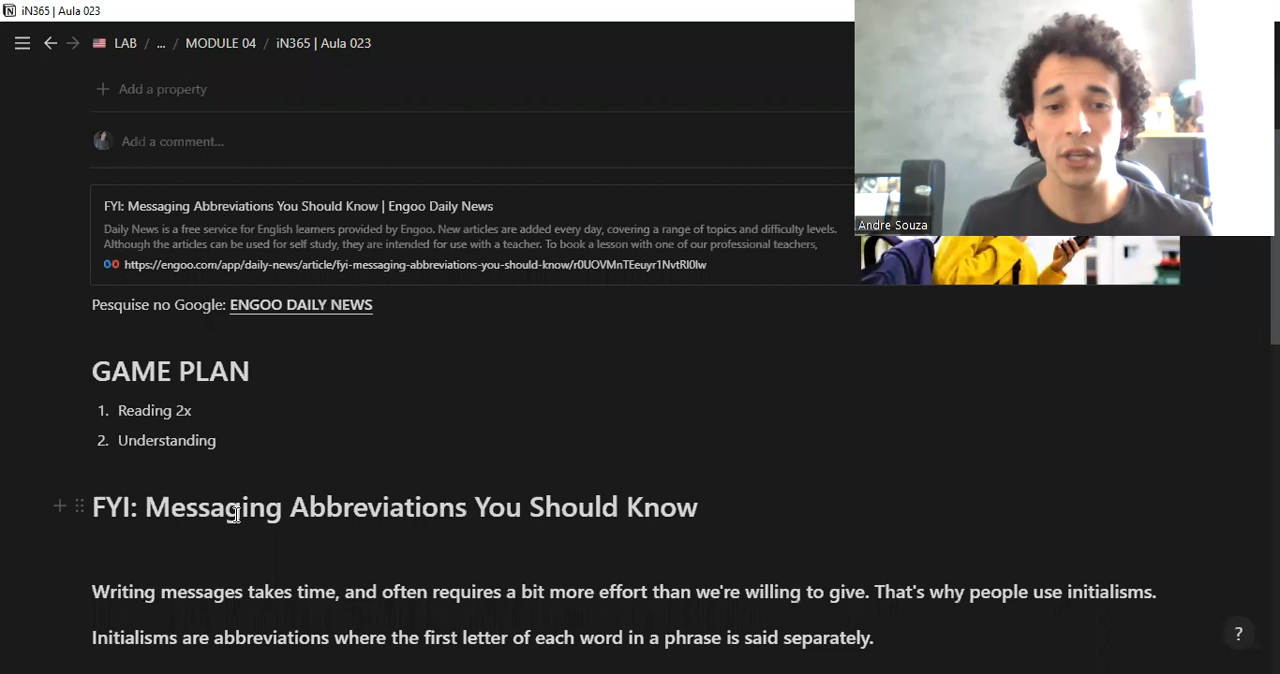 iN365 | Aula 023
LAB / ... / MODULE 04 / iN365 | Aula 023
Add a property
Add a comment...
FYI: Messaging Abbreviations You Should Know | Engoo Daily News
Daily News is a free service for English learners provided by Engoo. New articles are added every day, covering a range of topics and difficulty levels.
Although the articles can be used for self study, they are intended for use with a teacher. To book a lesson with one of our professional teachers,
https://engoo.com/app/daily-news/article/fyi-messaging-abbreviations-you-should-know/r0UOVMnTEeuyr1NvtRl0lw
Andre Souza
Pesquise no Google: ENGOO DAILY NEWS
GAME PLAN
1. Reading 2x
2. Understanding
FYI: Messaging Abbreviations You Should Know
Writing messages takes time, and often requires a bit more effort than we're willing to give. That's why people use initialisms.
Initialisms are abbreviations where the first letter of each word in a phrase is said separately.
?